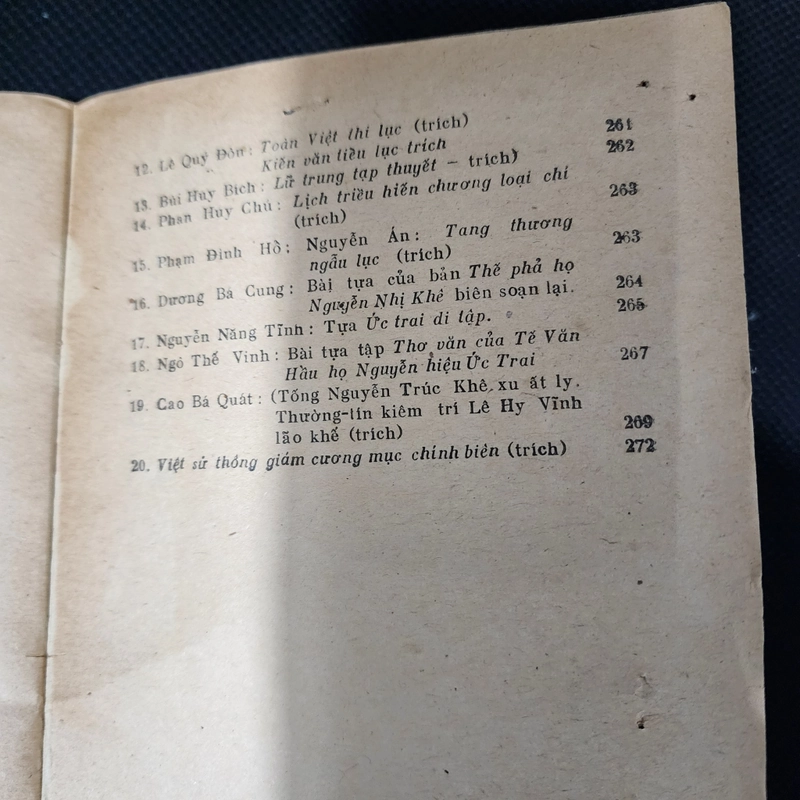 12. Lê Quý Đôn : Toàn Việt thi lục (trích) 261
Kiến văn tiểu lục trích 262
13. Bùi Huy Bích : Lữ trung tạp thuyết – trích)
14. Phan Huy Chú : Lịch triều hiến chương loại chí 263
(trích)
15. Phạm Đình Hồ; Nguyễn Án : Tang thương 263
ngẫu lục (trích)
16. Dương Bá Cung : Bài tựa của bản Thế phả họ 264
Nguyễn Nhị Khê biên soạn lại.
17. Nguyễn Năng Tĩnh : Tựa Ức trai di tập. 265
18. Ngô Thế Vinh : Bài tựa tập Thơ văn của Tế Văn
Hầu họ Nguyễn hiệu Ức Trai 267
19. Cao Bá Quát : (Tống Nguyễn Trúc Khê xu ất ly.
Thường-tín kiêm trí Lê Hy Vĩnh
lão khế (trích) 269
20. Việt sử thông giám cương mục chính biên (trích) 272